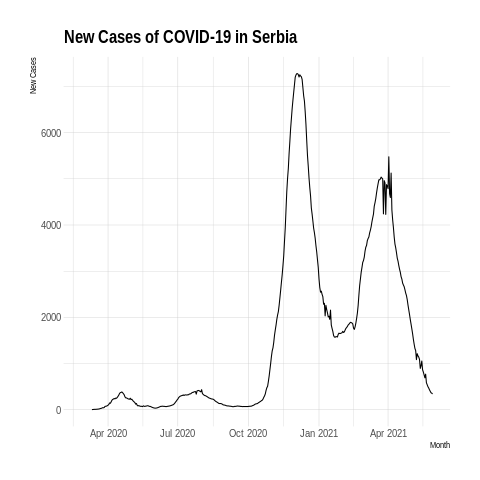 New Cases of COVID-19 in Serbia
New Cases
6000
4000
2000
0
Apr 2020 Jul 2020 Oct 2020 Jan 2021 Apr 2021
Month